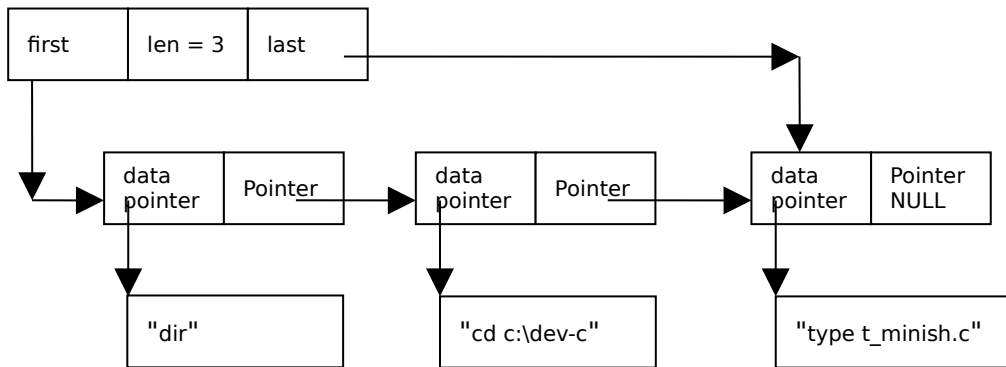 first
len = 3
last
data
pointer
Pointer
data
pointer
Pointer
data
pointer
Pointer
NULL
"dir"
"cd c:\dev-c"
"type t_minish.c"